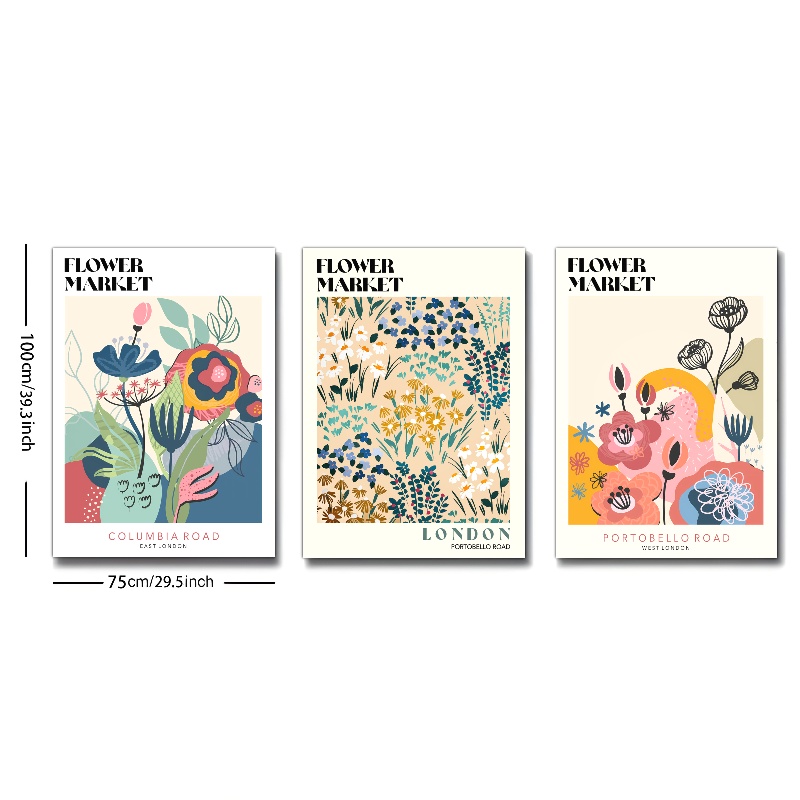 100cm/39.3inch
FLOWER
MARKET
COLUMBIA ROAD
EAST LONDON
75cm/29.5inch
FLOWER
MARKET
LONDON
PORTOBELLO ROAD
FLOWER
MARKET
PORTOBELLO ROAD
WEST LONDON